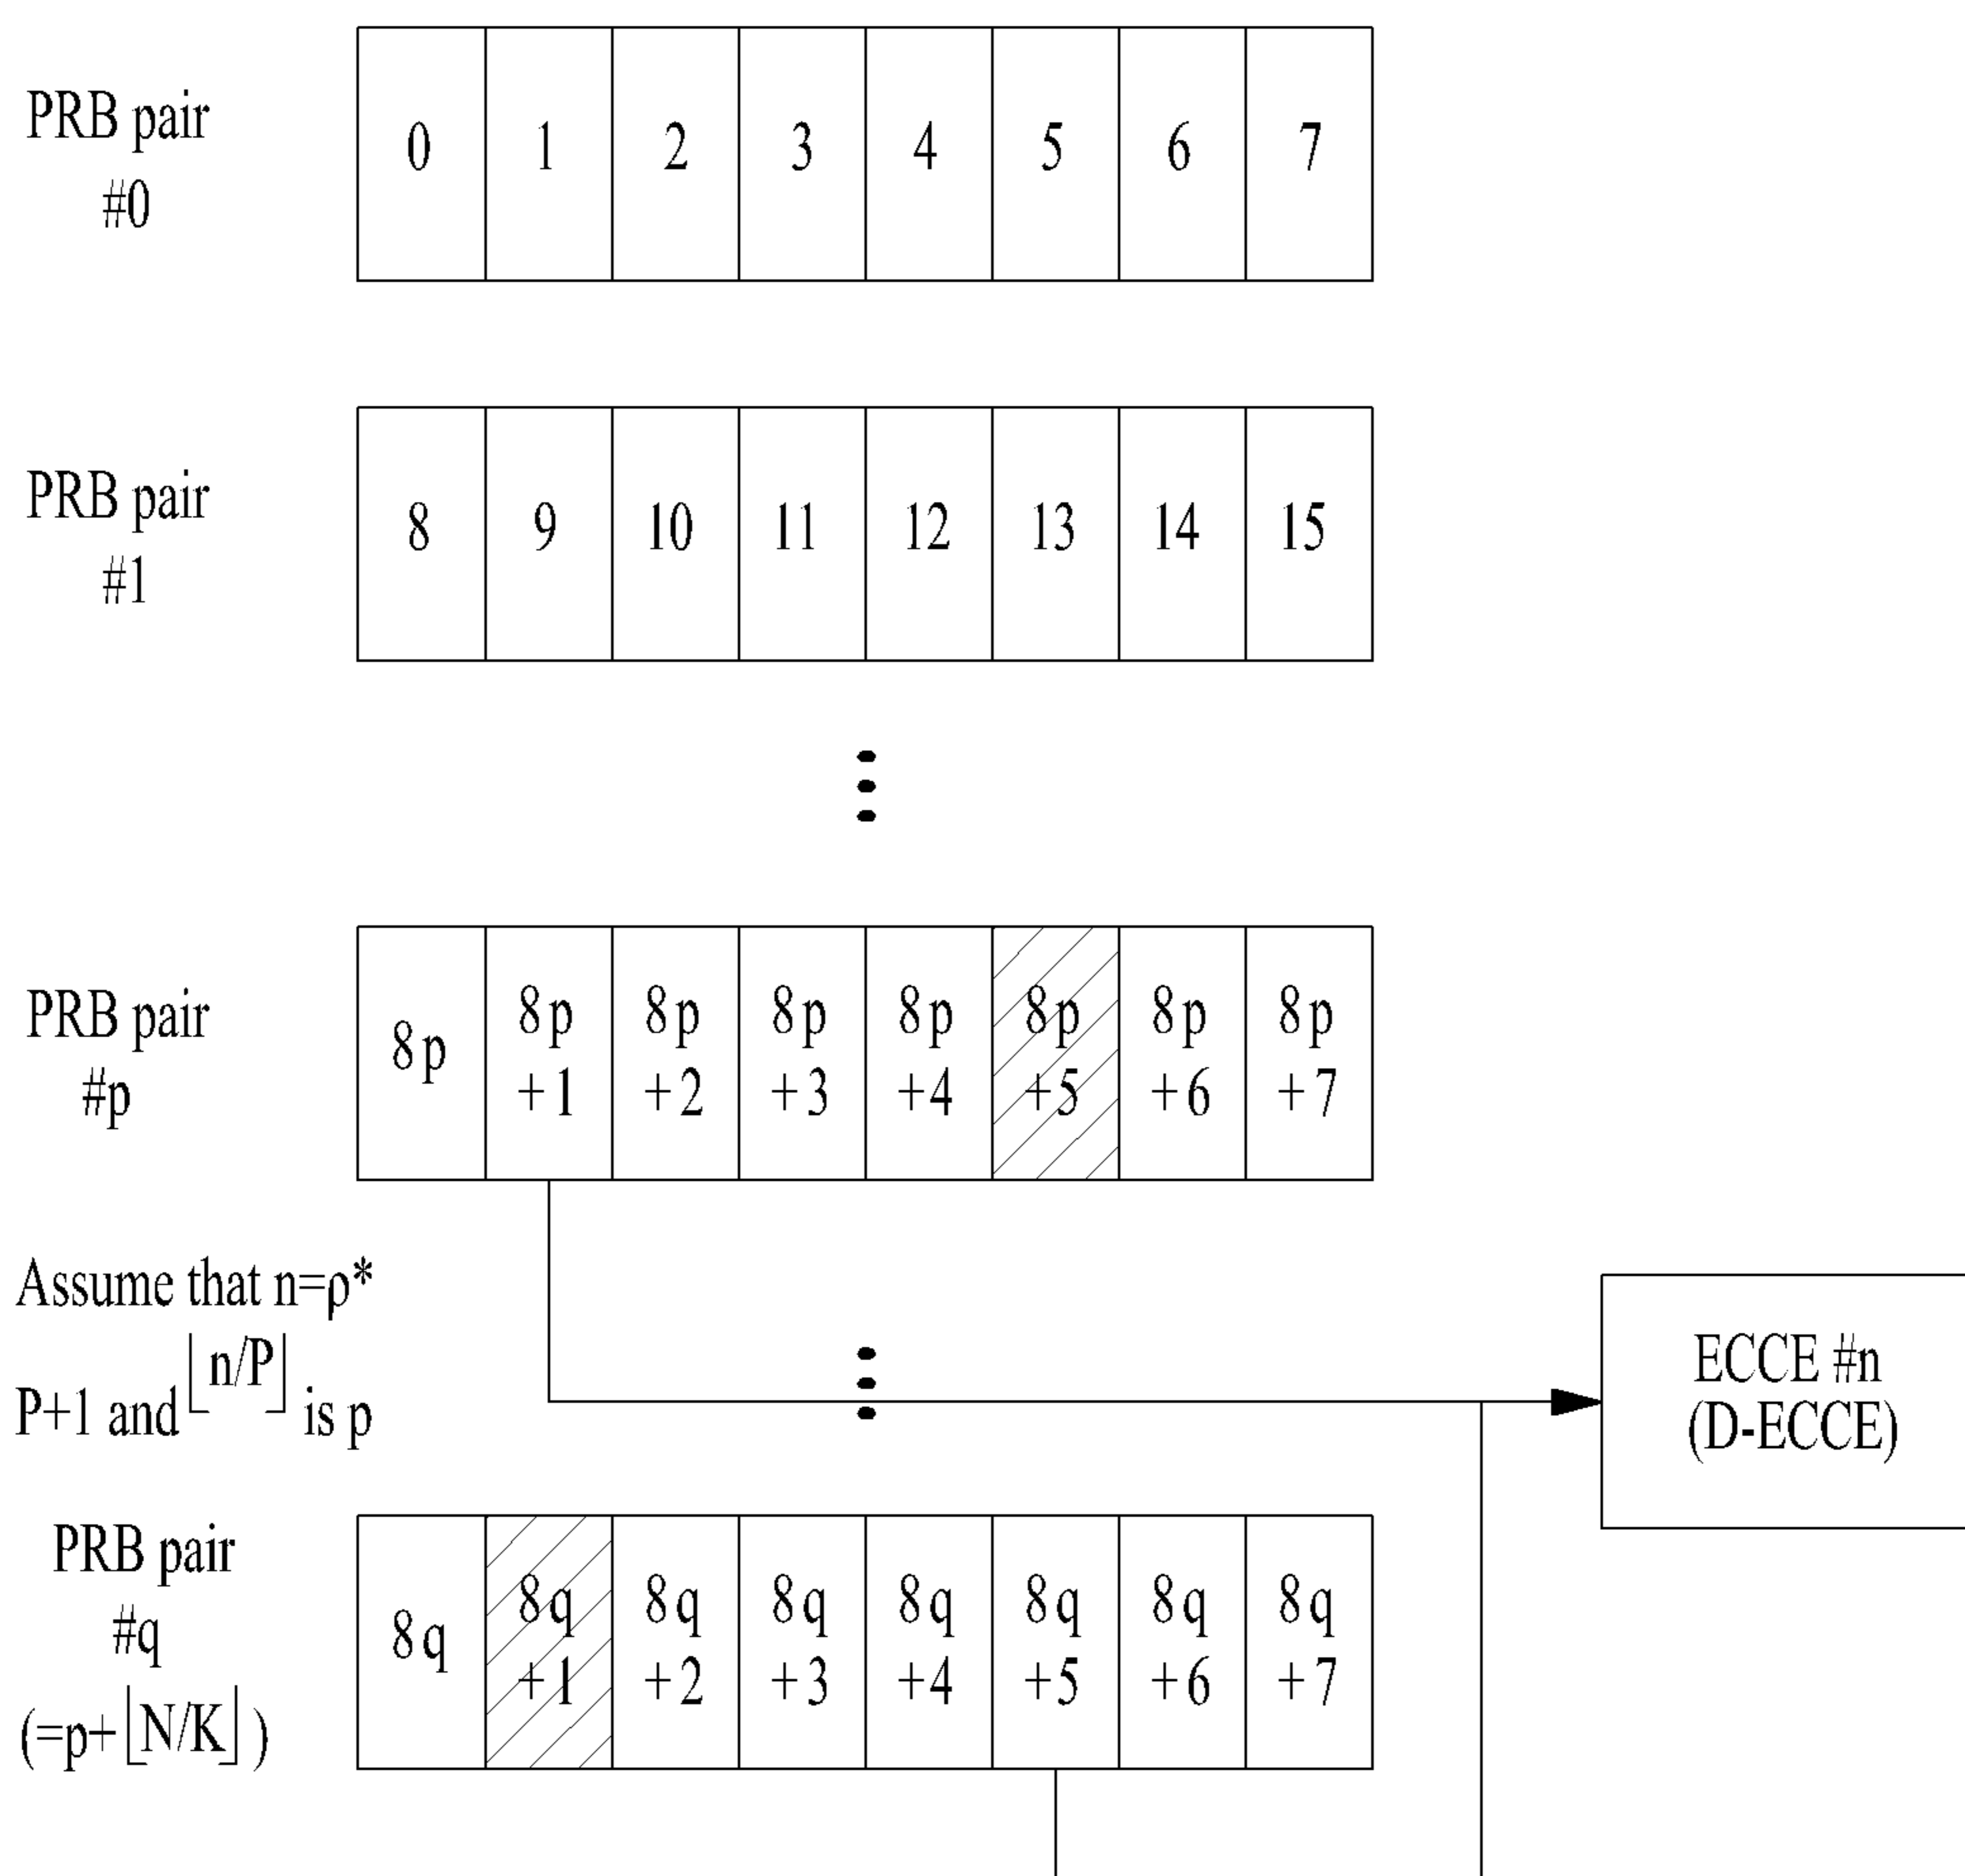 PRB pair
#0
0 1 2 3 4 5 6 7
PRB pair
#1
8 9 10 11 12 13 14 15
PRB pair
#p
8p 8p+1 8p+2 8p+3 8p+4 8p+5 8p+6 8p+7
Assume that n=ρ*
P+1 and ⌊n/P⌋ is p
ECCE #n
(D-ECCE)
PRB pair
#q
(=p+⌊N/K⌋)
8q 8q+1 8q+2 8q+3 8q+4 8q+5 8q+6 8q+7